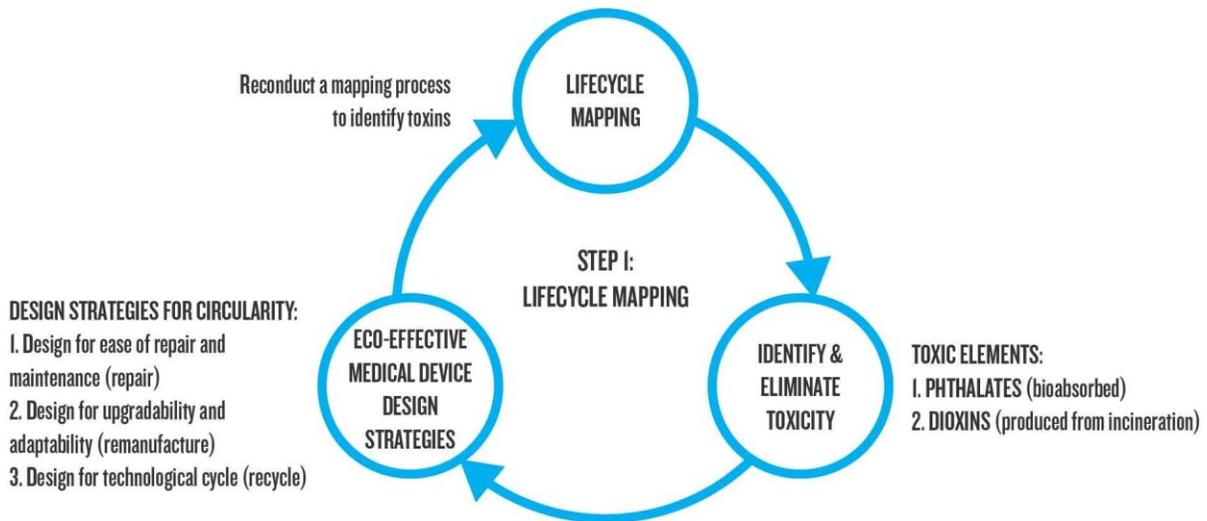 Reconduct a mapping process
to identify toxins
LIFECYCLE
MAPPING
STEP 1:
LIFECYCLE MAPPING
DESIGN STRATEGIES FOR CIRCULARITY:
1. Design for ease of repair and
maintenance (repair)
2. Design for upgradability and
adaptability (remanufacture)
3. Design for technological cycle (recycle)
ECO-EFFECTIVE
MEDICAL DEVICE
DESIGN
STRATEGIES
IDENTIFY &
ELIMINATE
TOXICITY
TOXIC ELEMENTS:
1. PHTHALATES (bioabsorbed)
2. DIOXINS (produced from incineration)